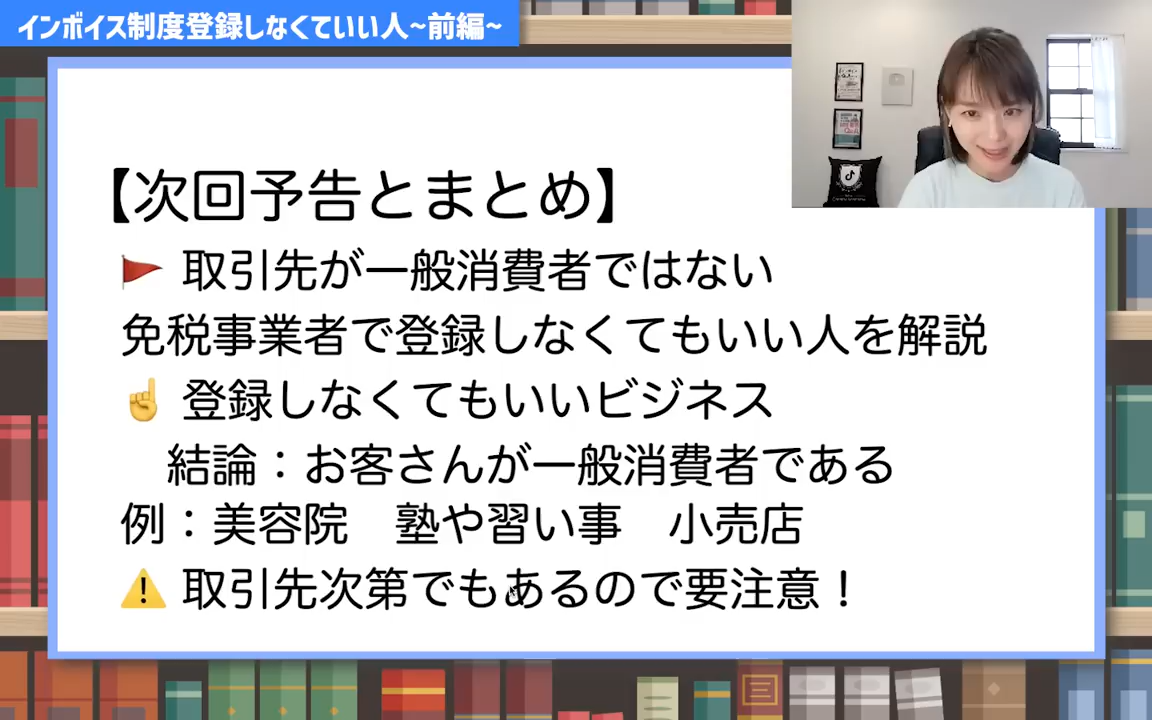 インボイス制度登録しなくていい人~前編~
【次回予告とまとめ】
🚩 取引先が一般消費者ではない
免税事業者で登録しなくてもいい人を解説
☝ 登録しなくてもいいビジネス
結論：お客さんが一般消費者である
例：美容院　塾や習い事　小売店
⚠ 取引先次第でもあるので要注意！